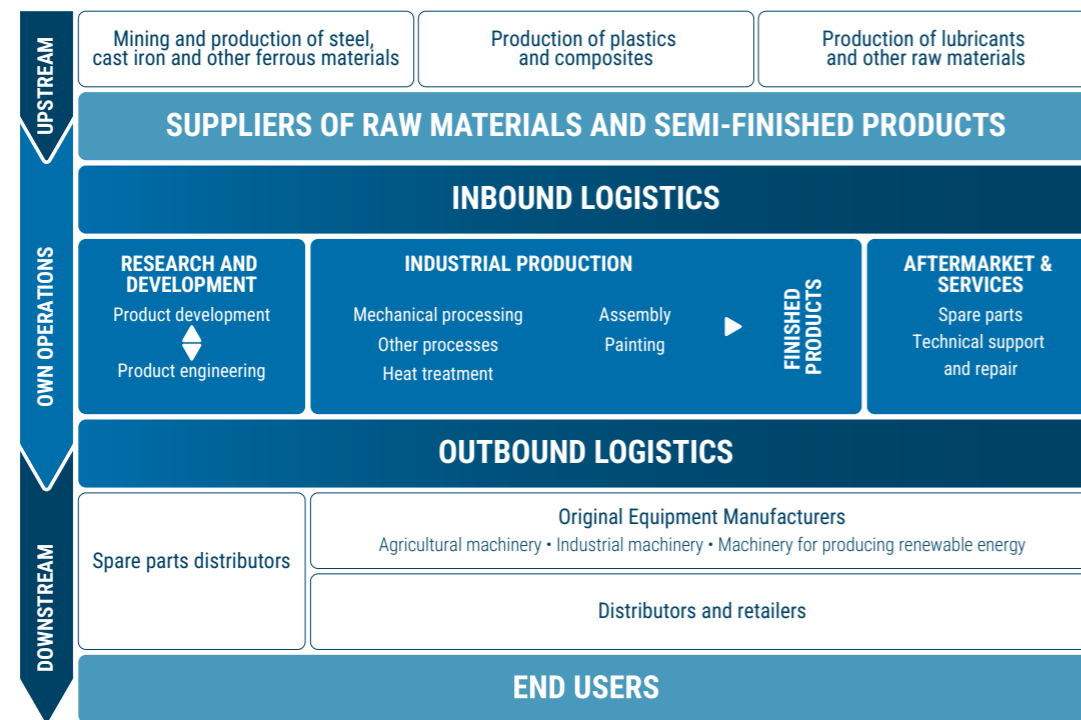 UPSTREAM
Mining and production of steel,
cast iron and other ferrous materials
Production of plastics
and composites
Production of lubricants
and other raw materials
SUPPLIERS OF RAW MATERIALS AND SEMI-FINISHED PRODUCTS
OWN OPERATIONS
INBOUND LOGISTICS
RESEARCH AND
DEVELOPMENT
Product development
Product engineering
INDUSTRIAL PRODUCTION
Mechanical processing
Other processes
Heat treatment
Assembly
Painting
FINISHED
PRODUCTS
AFTERMARKET &
SERVICES
Spare parts
Technical support
and repair
OUTBOUND LOGISTICS
DOWNSTREAM
Spare parts distributors
Original Equipment Manufacturers
Agricultural machinery • Industrial machinery • Machinery for producing renewable energy
Distributors and retailers
END USERS